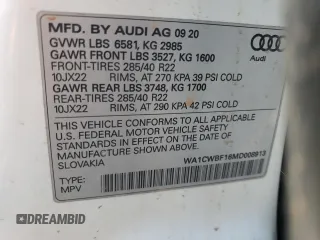 MFD. BY AUDI AG 09 20
GVWR LBS 6581, KG 2985
GAWR FRONT LBS 3527, KG 1600
FRONT-TIRES 285/40 R22
10JX22 RIMS, AT 270 KPA 39 PSI COLD
GAWR REAR LBS 3748, KG 1700
REAR-TIRES 285/40 R22
10JX22 RIMS, AT 290 KPA 42 PSI COLD
THIS VEHICLE CONFORMS TO ALL APPLICABLE
U.S. FEDERAL MOTOR VEHICLE SAFETY STANDARDS
IN EFFECT ON THE DATE OF MANUFACTURE
SHOWN ABOVE.
SLOVAKIA
WA1CWBF16MD008913
TYPE:
MPV
Audi
© DREAMBID .AUTO